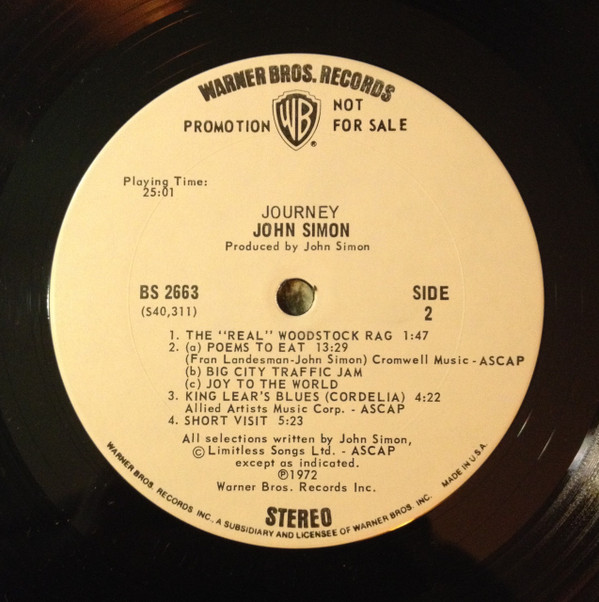 WARNER BROS. RECORDS
PROMOTION WB NOT
FOR SALE
®
Playing Time:
25:01
JOURNEY
JOHN SIMON
Produced by John Simon
BS 2663
(S40,311)
SIDE
2
1. THE "REAL" WOODSTOCK RAG 1:47
2. (a) POEMS TO EAT 13:29
(Fran Landesman-John Simon) Cromwell Music - ASCAP
(b) BIG CITY TRAFFIC JAM
(c) JOY TO THE WORLD
3. KING LEAR'S BLUES (CORDELIA) 4:22
Allied Artists Music Corp. - ASCAP
4. SHORT VISIT 5:23
All selections written by John Simon,
© Limitless Songs Ltd. - ASCAP
except as indicated.
℗1972
Warner Bros. Records Inc.
STEREO
WARNER BROS. RECORDS INC., A SUBSIDIARY AND LICENSEE OF WARNER BROS. INC. MADE IN U.S.A.